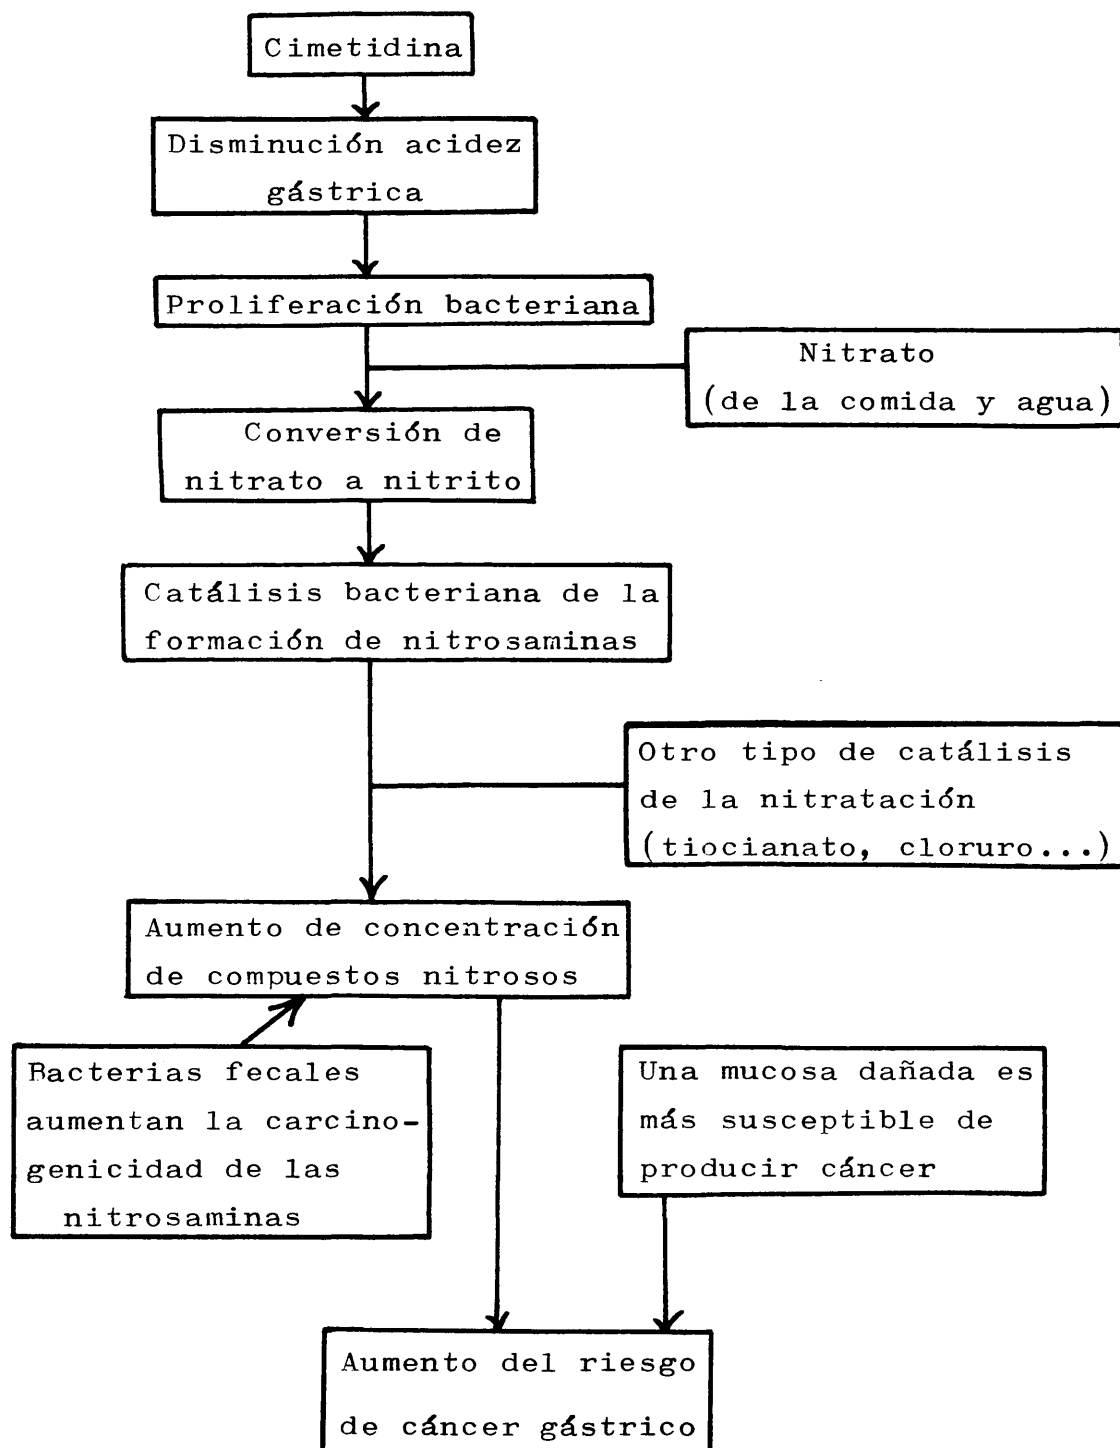 Cimetidina
Disminución acidez
gástrica
Proliferación bacteriana
Nitrato
(de la comida y agua)
Conversión de
nitrato a nitrito
Catálisis bacteriana de la
formación de nitrosaminas
Otro tipo de catálisis
de la nitratación
(tiocianato, cloruro...)
Aumento de concentración
de compuestos nitrosos
Bacterias fecales
aumentan la carcino-
genicidad de las
nitrosaminas
Una mucosa dañada es
más susceptible de
producir cáncer
Aumento del riesgo
de cáncer gástrico